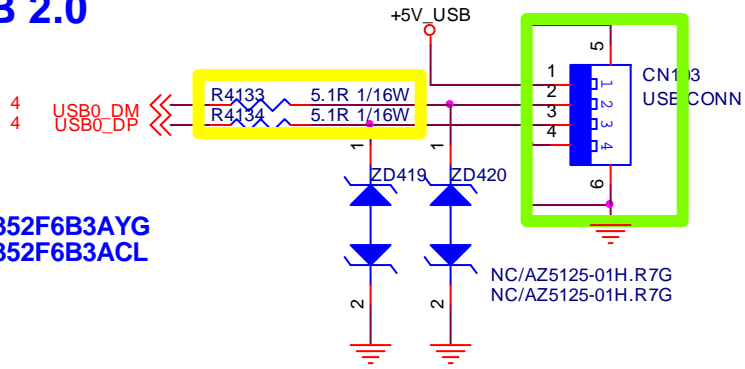 B 2.0
+5V_USB
5
CN103
USB CONN
1
2
3
4
1
2
3
4
R4133 5.1R 1/16W
R4134 5.1R 1/16W
4 USB0_DM
4 USB0_DP
6
1
1
ZD419
ZD420
352F6B3AYG
352F6B3ACL
NC/AZ5125-01H.R7G
NC/AZ5125-01H.R7G
2
2